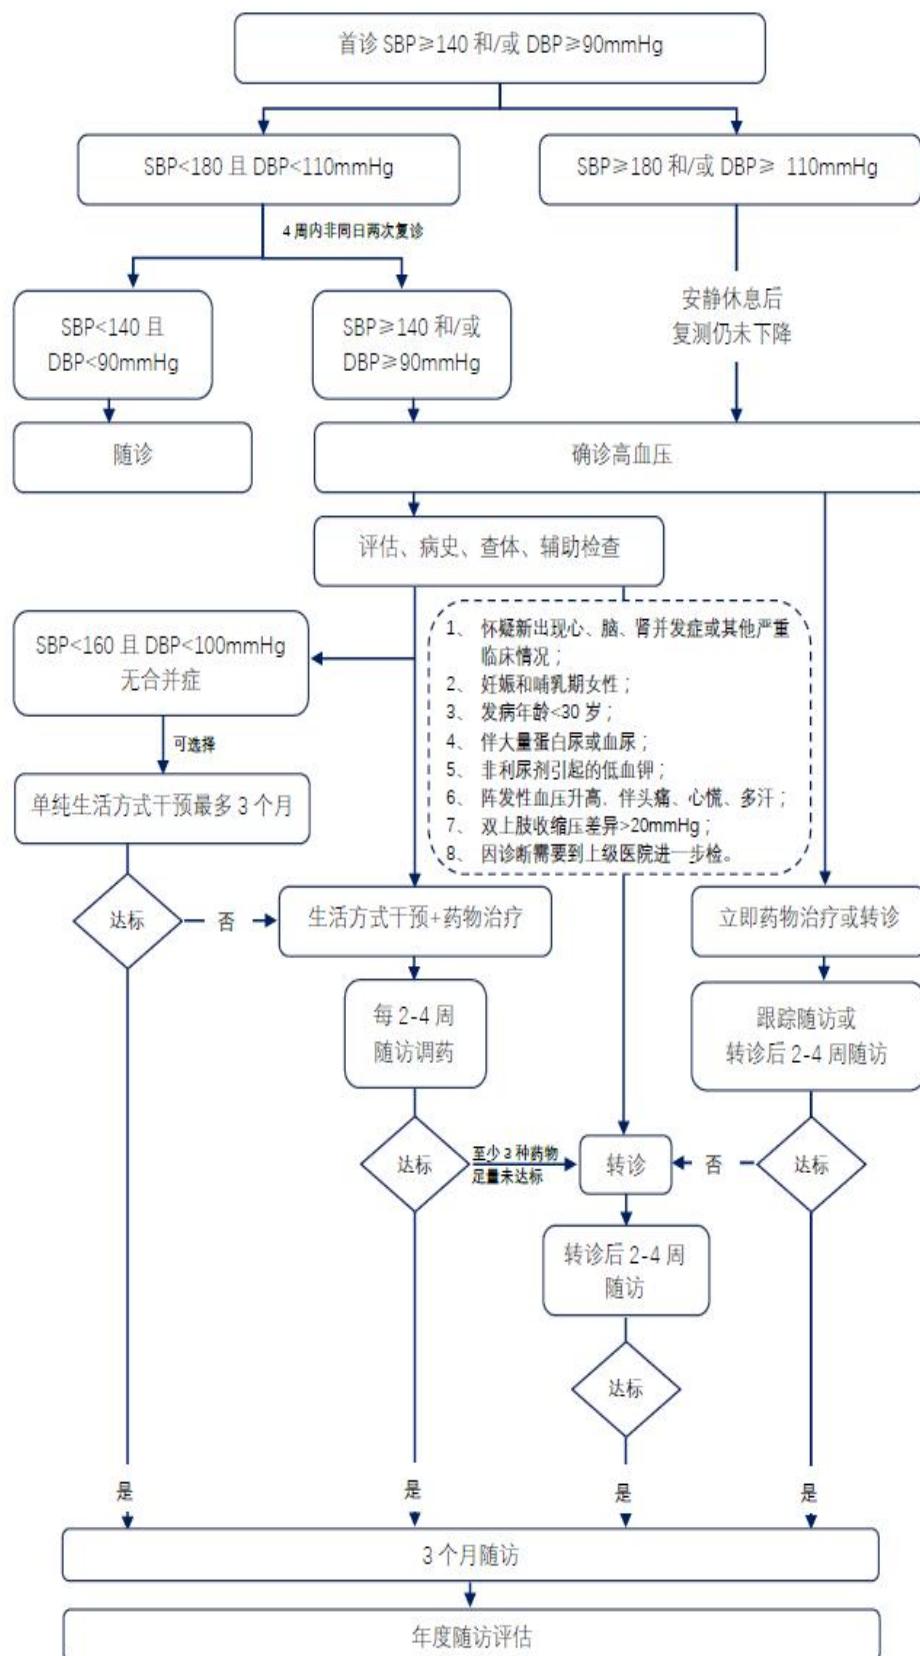 首诊 SBP≥140 和/或 DBP≥90mmHg
SBP<180 且 DBP<110mmHg
SBP≥180 和/或 DBP≥ 110mmHg
4 周内非同日两次复诊
SBP<140 且
DBP<90mmHg
SBP≥140 和/或
DBP≥90mmHg
安静休息后
复测仍未下降
随诊
确诊高血压
评估、病史、查体、辅助检查
SBP<160 且 DBP<100mmHg
无合并症
1、 怀疑新出现心、脑、肾并发症或其他严重
临床情况；
2、 妊娠和哺乳期女性；
3、 发病年龄<30 岁；
4、 伴大量蛋白尿或血尿；
5、 非利尿剂引起的低血钾；
6、 阵发性血压升高、伴头痛、心慌、多汗；
7、 双上肢收缩压差异>20mmHg；
8、 因诊断需要到上级医院进一步检。
可选择
单纯生活方式干预最多 3 个月
达标
否
生活方式干预+药物治疗
立即药物治疗或转诊
每 2-4 周
随访调药
跟踪随访或
转诊后 2-4 周随访
达标
至少 3 种药物
足量未达标
转诊
否
达标
转诊后 2-4 周
随访
达标
是
是
是
是
3 个月随访
年度随访评估